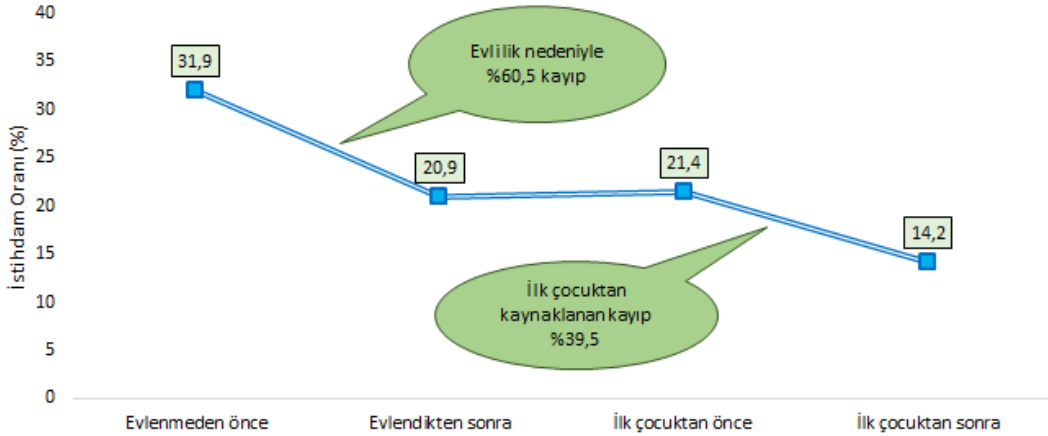 İstihdam Oranı (%)
40
35
30
25
20
15
10
5
0
31,9
20,9
21,4
14,2
Evlilik nedeniyle
%60,5 kayıp
İlk çocuktan
kaynaklanan kayıp
%39,5
Evlenmeden önce
Evlendikten sonra
İlk çocuktan önce
İlk çocuktan sonra